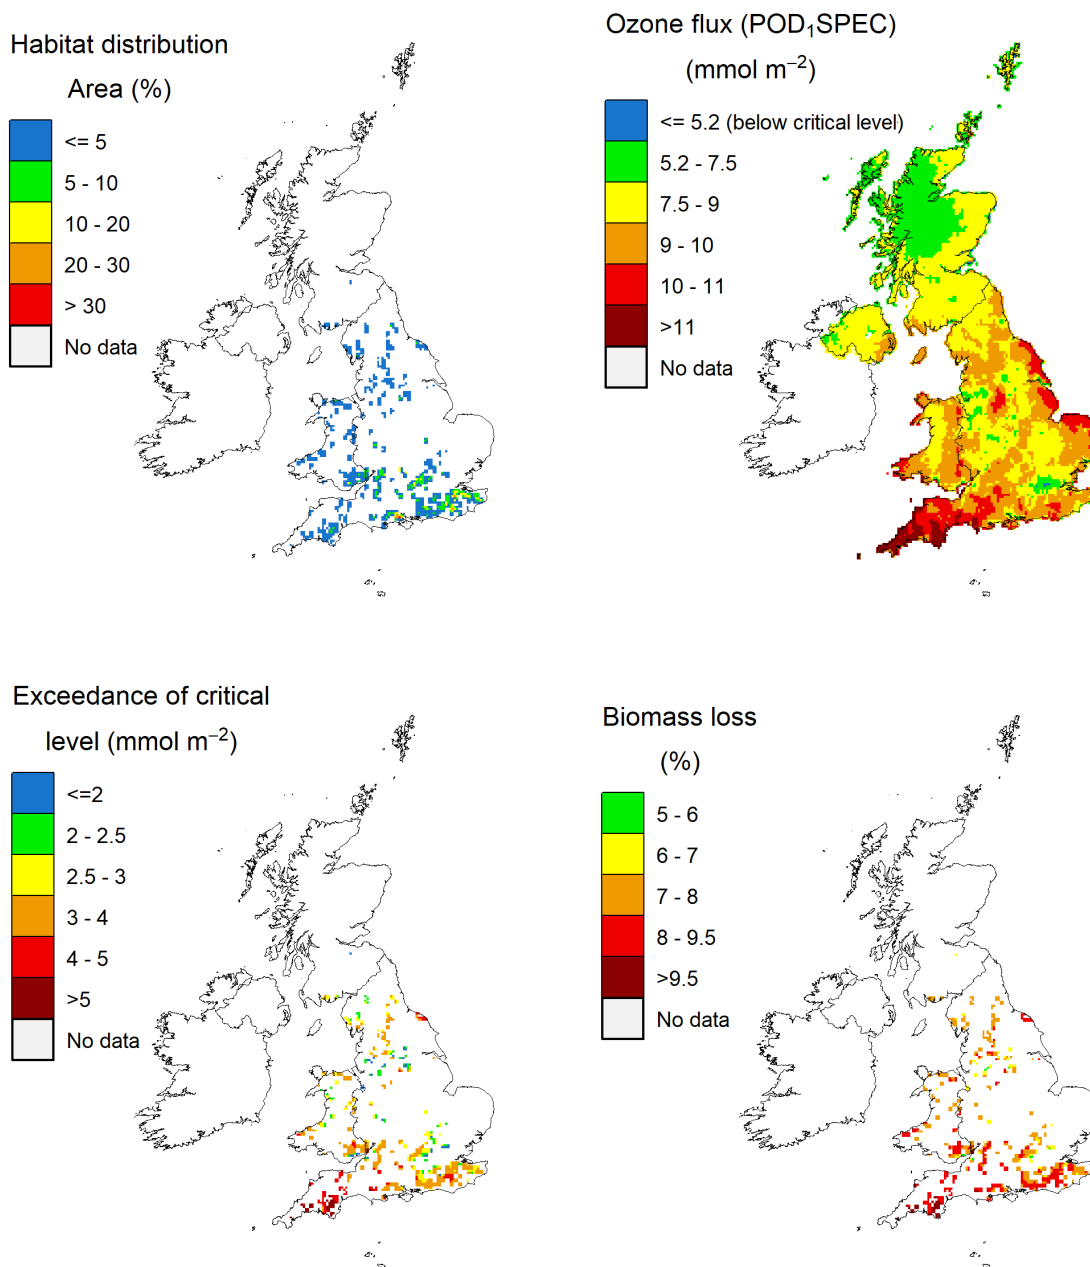 Habitat distribution
Area (%)
<= 5
5 - 10
10 - 20
20 - 30
> 30
No data
Ozone flux (POD₁SPEC)
(mmol m⁻²)
<= 5.2 (below critical level)
5.2 - 7.5
7.5 - 9
9 - 10
10 - 11
>11
No data
Exceedance of critical
level (mmol m⁻²)
<=2
2 - 2.5
2.5 - 3
3 - 4
4 - 5
>5
No data
Biomass loss
(%)
5 - 6
6 - 7
7 - 8
8 - 9.5
>9.5
No data